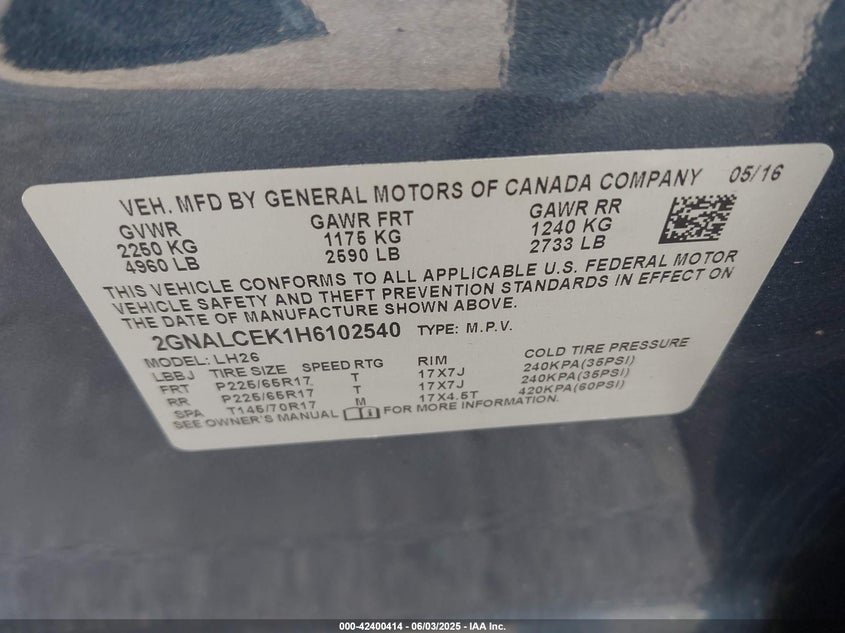 VEH. MFD BY GENERAL MOTORS OF CANADA COMPANY 05/16
GVWR GAWR FRT GAWR RR
2250 KG 1175 KG 1240 KG
4960 LB 2590 LB 2733 LB
THIS VEHICLE CONFORMS TO ALL APPLICABLE U.S. FEDERAL MOTOR
VEHICLE SAFETY AND THEFT PREVENTION STANDARDS IN EFFECT ON
THE DATE OF MANUFACTURE SHOWN ABOVE.
2GNALCEK1H6102540 TYPE: M.P.V.
MODEL: LH26
LBBJ TIRE SIZE SPEED RTG RIM COLD TIRE PRESSURE
FRT P225/65R17 T 17X7J 240KPA(35PSI)
RR P225/65R17 T 17X7J 240KPA(35PSI)
SPA T145/70R17 M 17X4.5T 420KPA(60PSI)
SEE OWNER'S MANUAL FOR MORE INFORMATION.
000-42400414 - 06/03/2025 - IAA Inc.